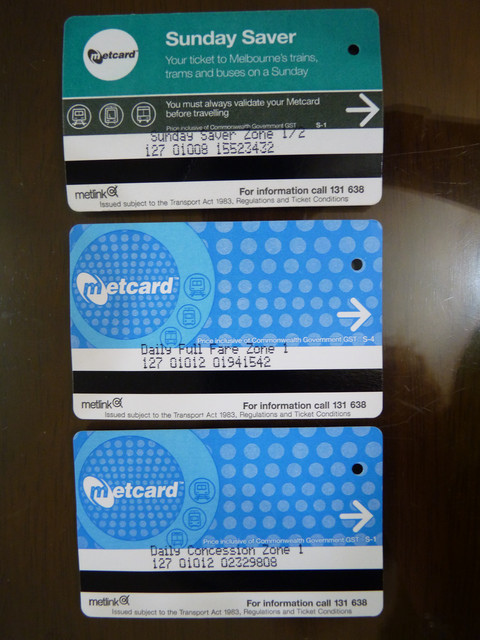 metcard
Sunday Saver
Your ticket to Melbourne's trains,
trams and buses on a Sunday
You must always validate your Metcard
before travelling
Price inclusive of Commonwealth Government GST S-1
Sunday Saver Zone 1/2
127 01008 15523432
metlink
For information call 131 638
Issued subject to the Transport Act 1983, Regulations and Ticket Conditions
metcard
Price inclusive of Commonwealth Government GST S-4
Daily Full Fare Zone 1
127 01012 01941542
metlink
For information call 131 638
Issued subject to the Transport Act 1983, Regulations and Ticket Conditions
metcard
Price inclusive of Commonwealth Government GST S-1
Daily Concession Zone 1
127 01012 02329808
metlink
For information call 131 638
Issued subject to the Transport Act 1983, Regulations and Ticket Conditions